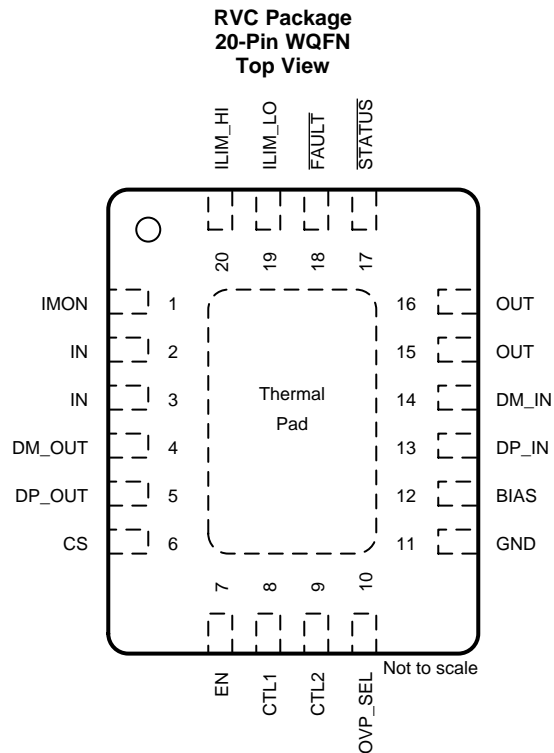 RVC Package
20-Pin WQFN
Top View
ILIM_HI
ILIM_LO
FAULT
STATUS
20
19
18
17
IMON 1
IN 2
IN 3
DM_OUT 4
DP_OUT 5
CS 6
16 OUT
15 OUT
14 DM_IN
13 DP_IN
12 BIAS
11 GND
Thermal
Pad
7
8
9
10
EN
CTL1
CTL2
OVP_SEL
Not to scale